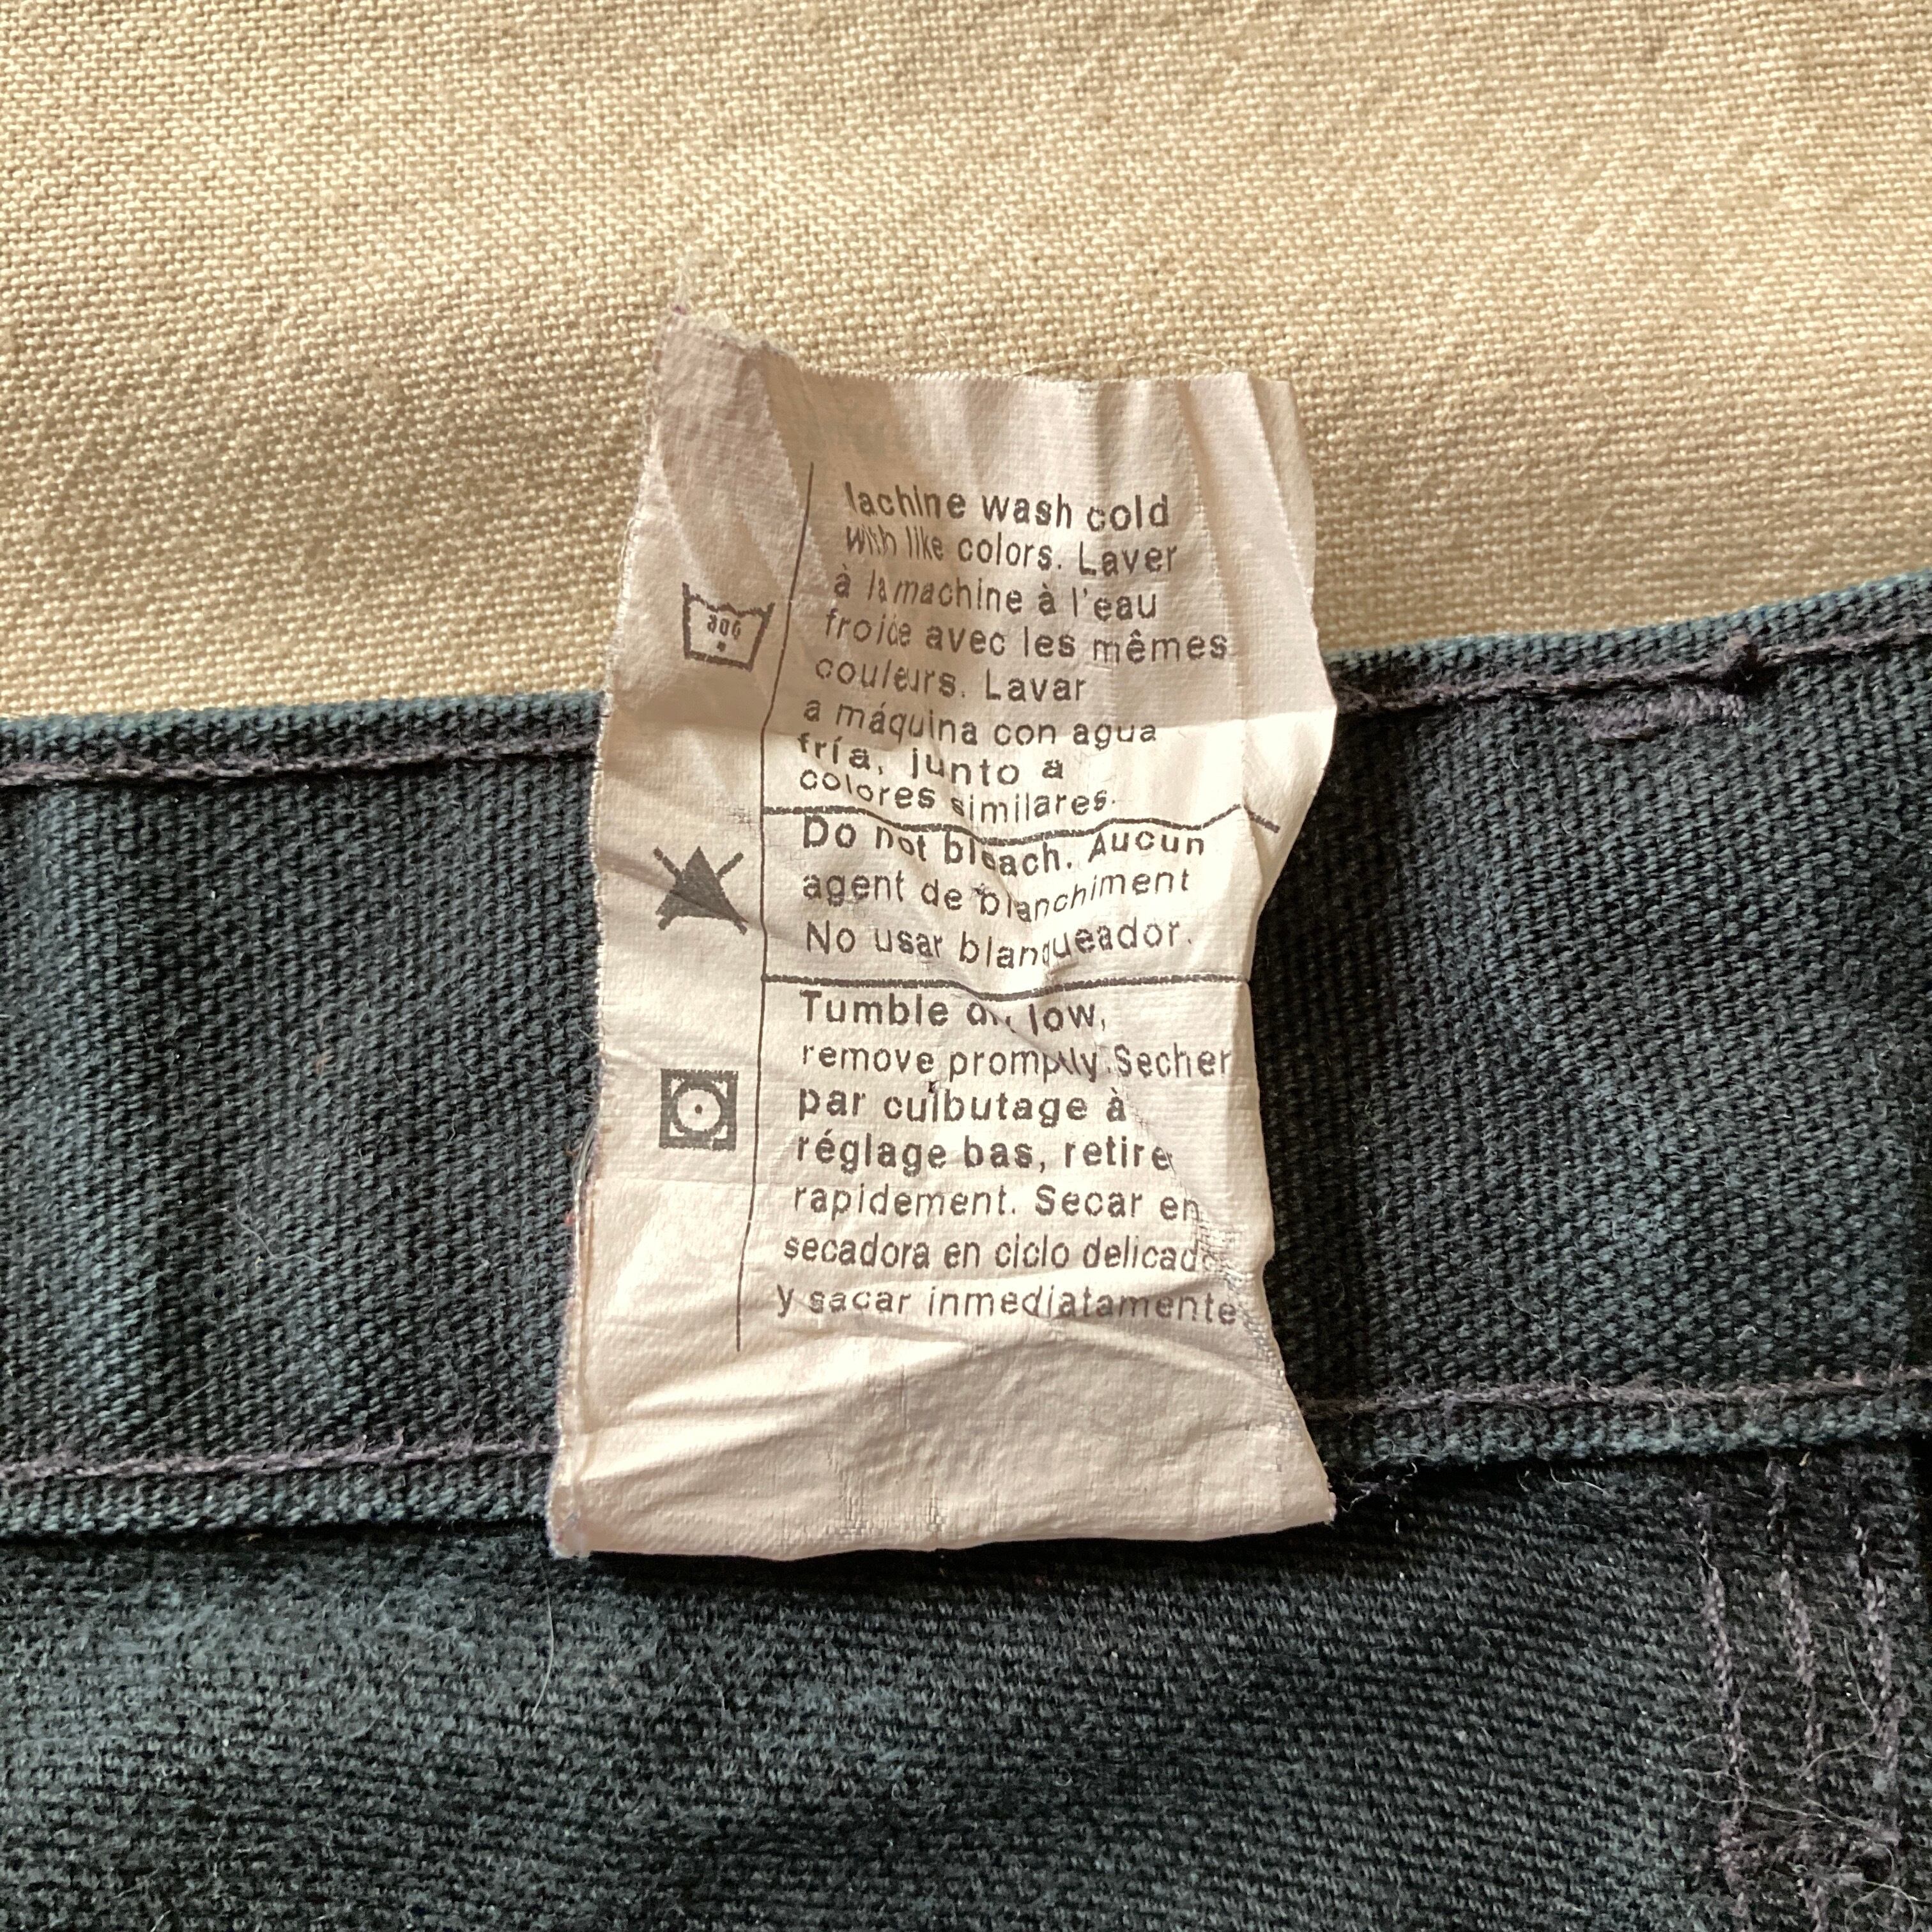 lachine wash cold
with like colors. Laver
à la machine à l'eau
froide avec les mêmes
couleurs. Lavar
a máquina con agua
fría, junto a
colores similares.
Do not bleach. Aucun
agent de blanchiment
No usar blanqueador.
Tumble low,
remove promptly. Secher
par culbutage à
réglage bas, retire
rapidement. Secar en
secadora en ciclo delicado
y sacar inmediatamente